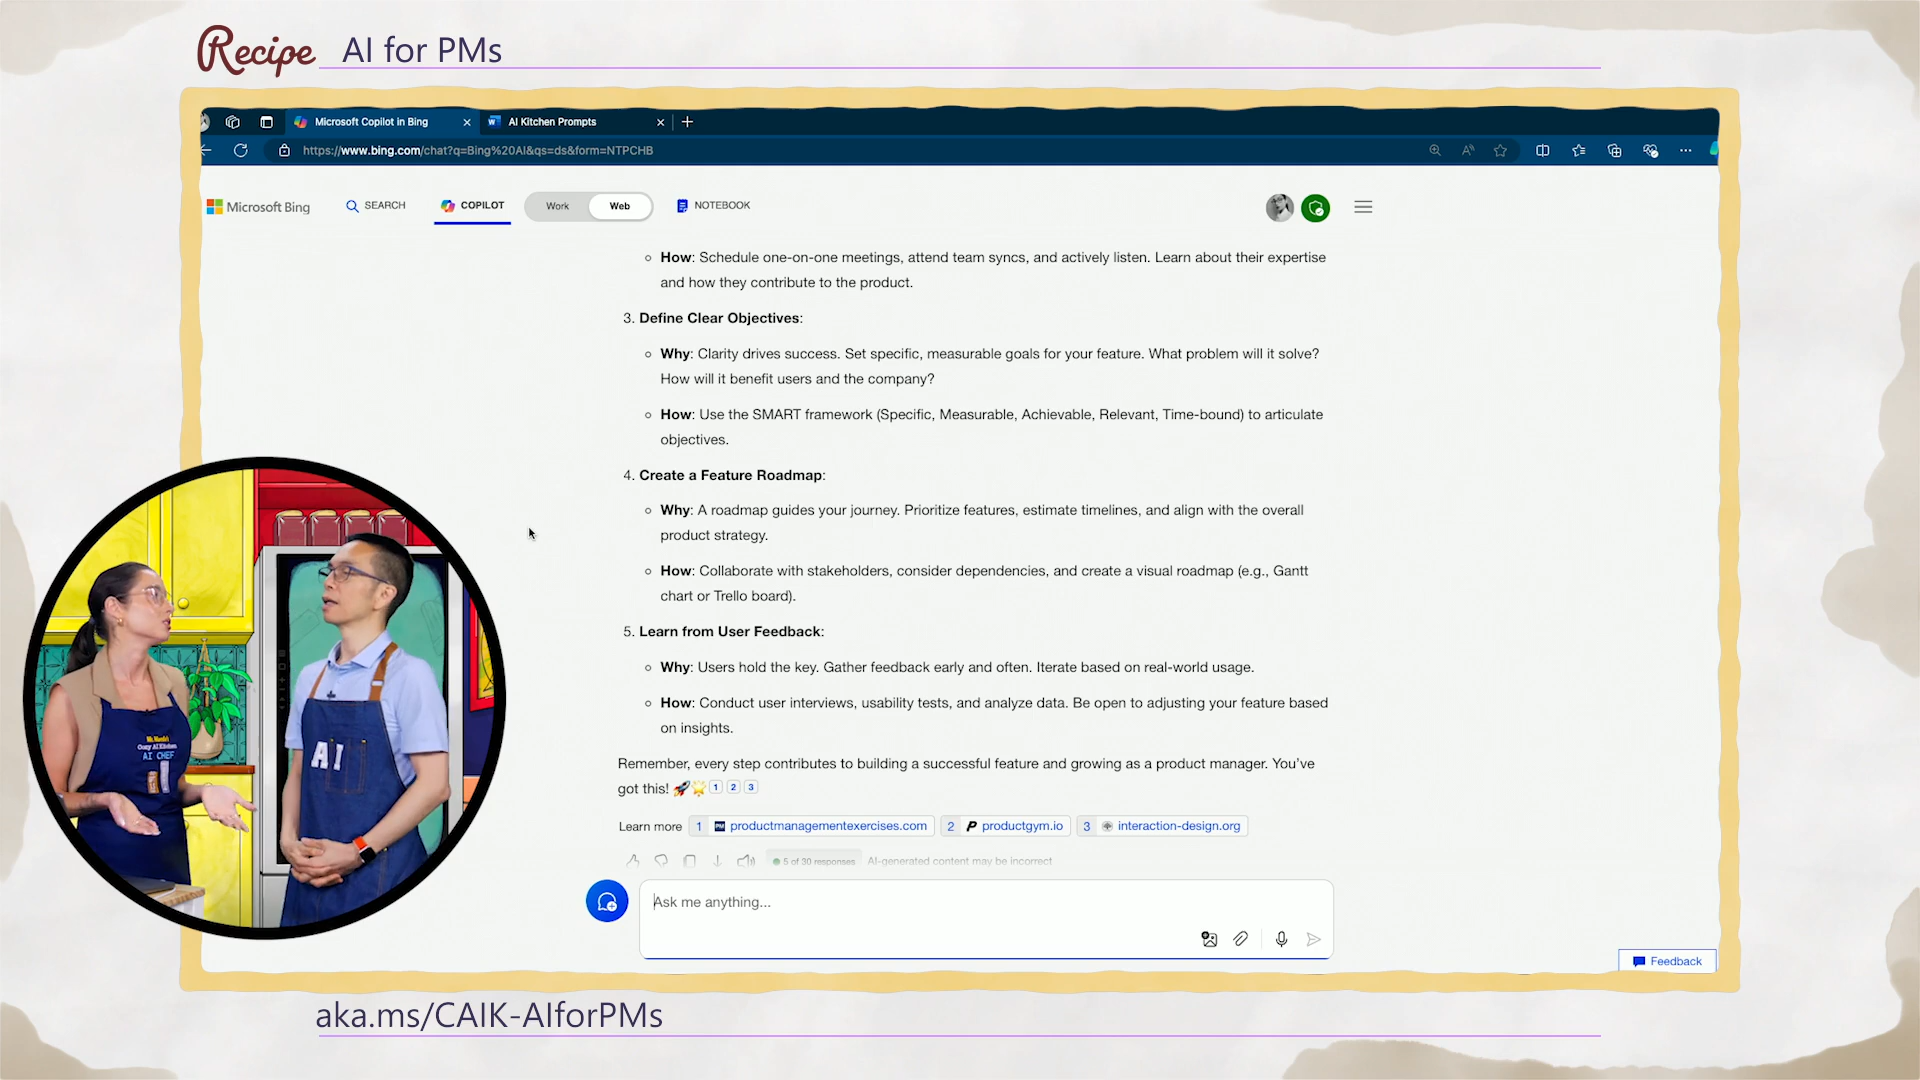 Recipe AI for PMs
Microsoft Copilot in Bing
AI Kitchen Prompts
https://www.bing.com/chat?q=Bing%20AI&qs=ds&form=NTPCHB
Microsoft Bing
SEARCH
COPILOT
Work
Web
NOTEBOOK
How: Schedule one-on-one meetings, attend team syncs, and actively listen. Learn about their expertise
and how they contribute to the product.
3. Define Clear Objectives:
Why: Clarity drives success. Set specific, measurable goals for your feature. What problem will it solve?
How will it benefit users and the company?
How: Use the SMART framework (Specific, Measurable, Achievable, Relevant, Time-bound) to articulate
objectives.
4. Create a Feature Roadmap:
Why: A roadmap guides your journey. Prioritize features, estimate timelines, and align with the overall
product strategy.
How: Collaborate with stakeholders, consider dependencies, and create a visual roadmap (e.g., Gantt
chart or Trello board).
5. Learn from User Feedback:
Why: Users hold the key. Gather feedback early and often. Iterate based on real-world usage.
How: Conduct user interviews, usability tests, and analyze data. Be open to adjusting your feature based
on insights.
Remember, every step contributes to building a successful feature and growing as a product manager. You've
got this! 🚀🌟 1 2 3
Learn more 1 productmanagementexercises.com 2 productgym.io 3 interaction-design.org
5 of 30 responses AI-generated content may be incorrect
Ask me anything...
Feedback
Mr. Maeda's
Cozy AI Kitchen
AI CHEF
AI
aka.ms/CAIK-AIforPMs